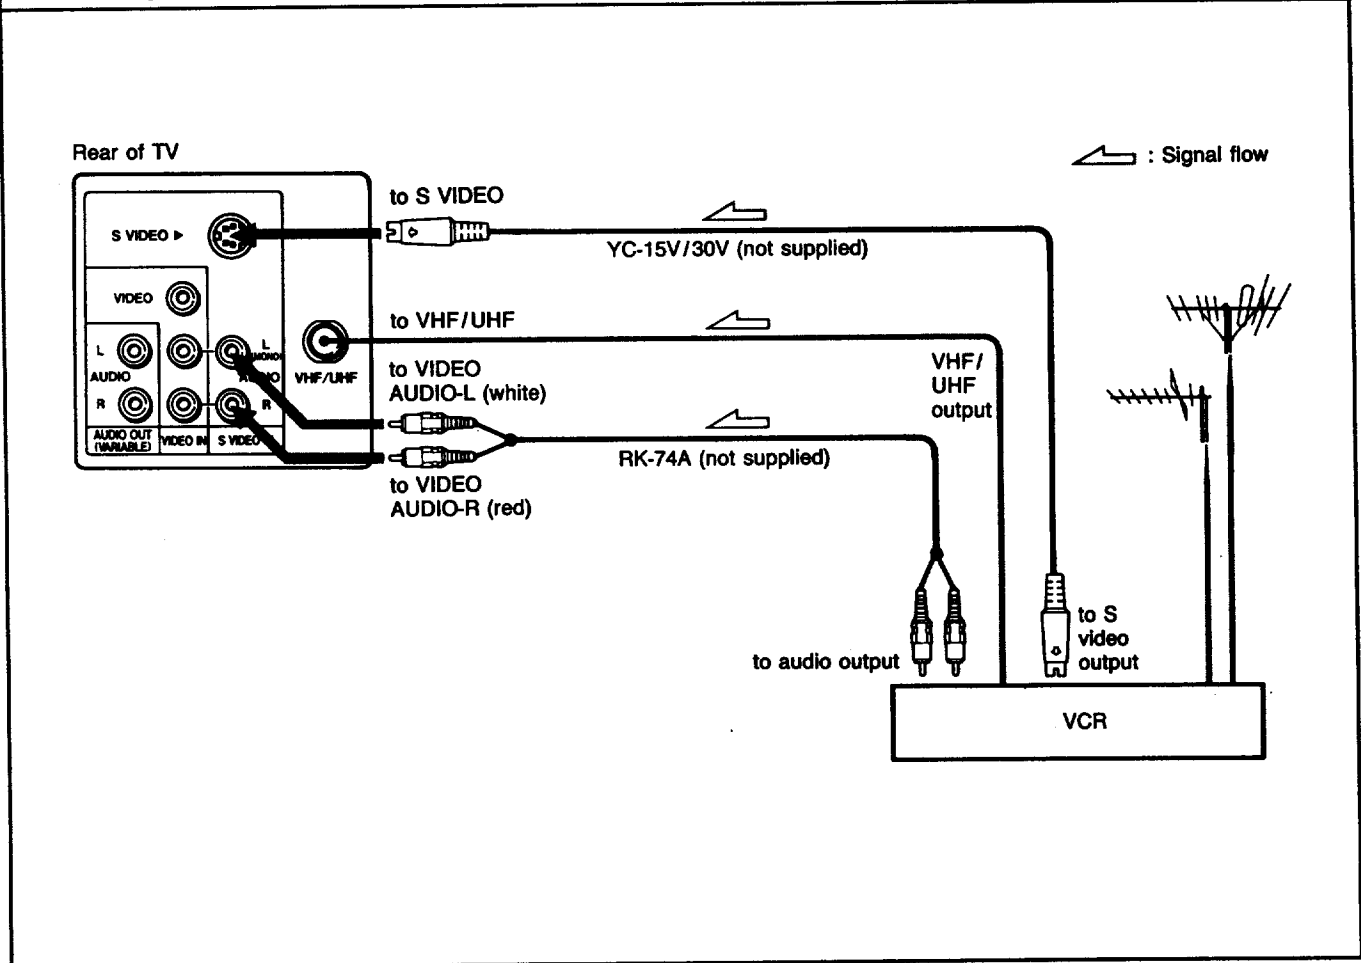 Rear of TV
: Signal flow
to S VIDEO
S VIDEO
YC-15V/30V (not supplied)
VIDEO
to VHF/UHF
L
AUDIO
R
AUDIO OUT
(VARIABLE)
VIDEO IN
L
(MONO)
AUDIO
R
S VIDEO
VHF/UHF
to VIDEO
AUDIO-L (white)
VHF/
UHF
output
RK-74A (not supplied)
to VIDEO
AUDIO-R (red)
to audio output
to S
video
output
VCR